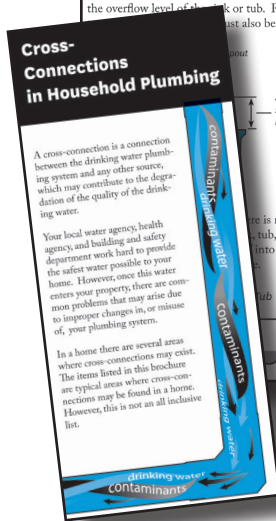 the overflow level of the sink or tub.
ust also be
pout
Cross-
Connections
in Household Plumbing
A cross-connection is a connection
between the drinking water plumb-
ing system and any other source,
which may contribute to the degra-
dation of the quality of the drink-
ing water.
Your local water agency, health
agency, and building and safety
department work hard to provide
the safest water possible to your
home. However, once this water
enters your property, there are com-
mon problems that may arise due
to improper changes in, or misuse
of, your plumbing system.
In a home there are several areas
where cross-connections may exist.
The items listed in this brochure
are typical areas where cross-con-
nections may be found in a home.
However, this is not an all inclusive
list.
contaminants
drinking water
contaminants
drinking water
drinking water
contaminants
ere is
, tub,
into
Tub